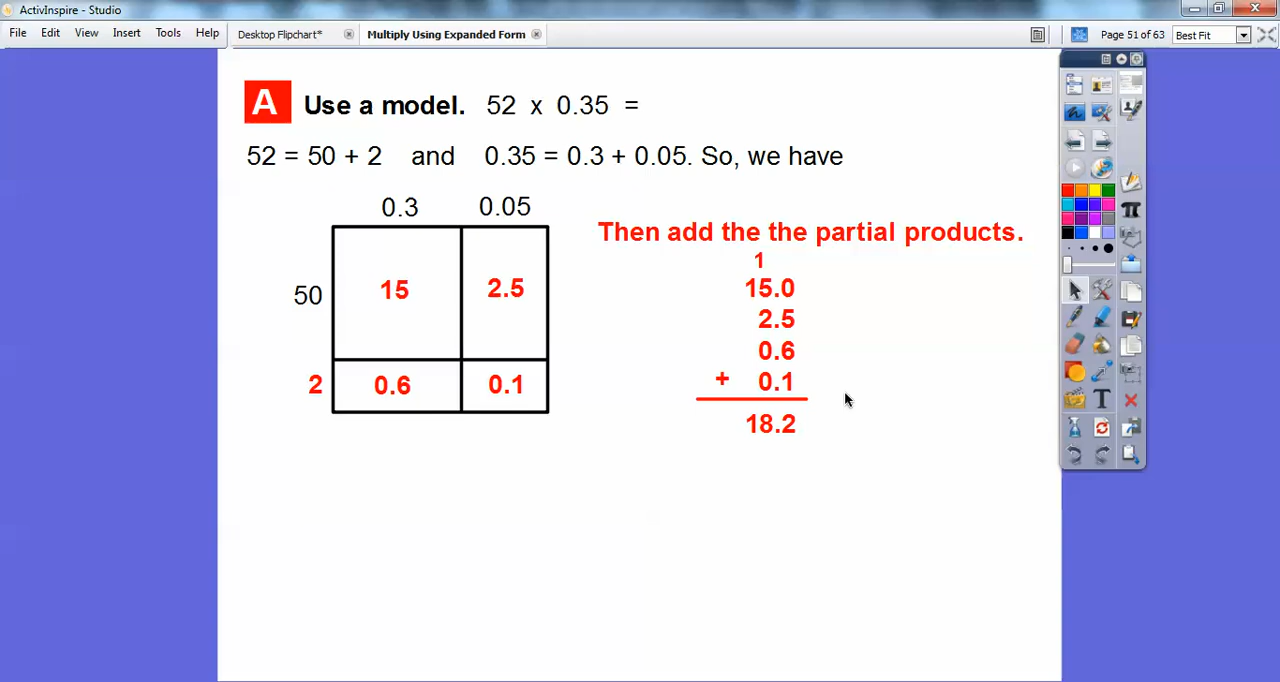 ActivInspire - Studio
File Edit View Insert Tools Help Desktop Flipchart* Multiply Using Expanded Form Page 51 of 63 Best Fit
A Use a model. 52 x 0.35 =
52 = 50 + 2 and 0.35 = 0.3 + 0.05. So, we have
0.3 0.05
50 15 2.5
2 0.6 0.1
Then add the the partial products.
1
15.0
2.5
0.6
+ 0.1
18.2